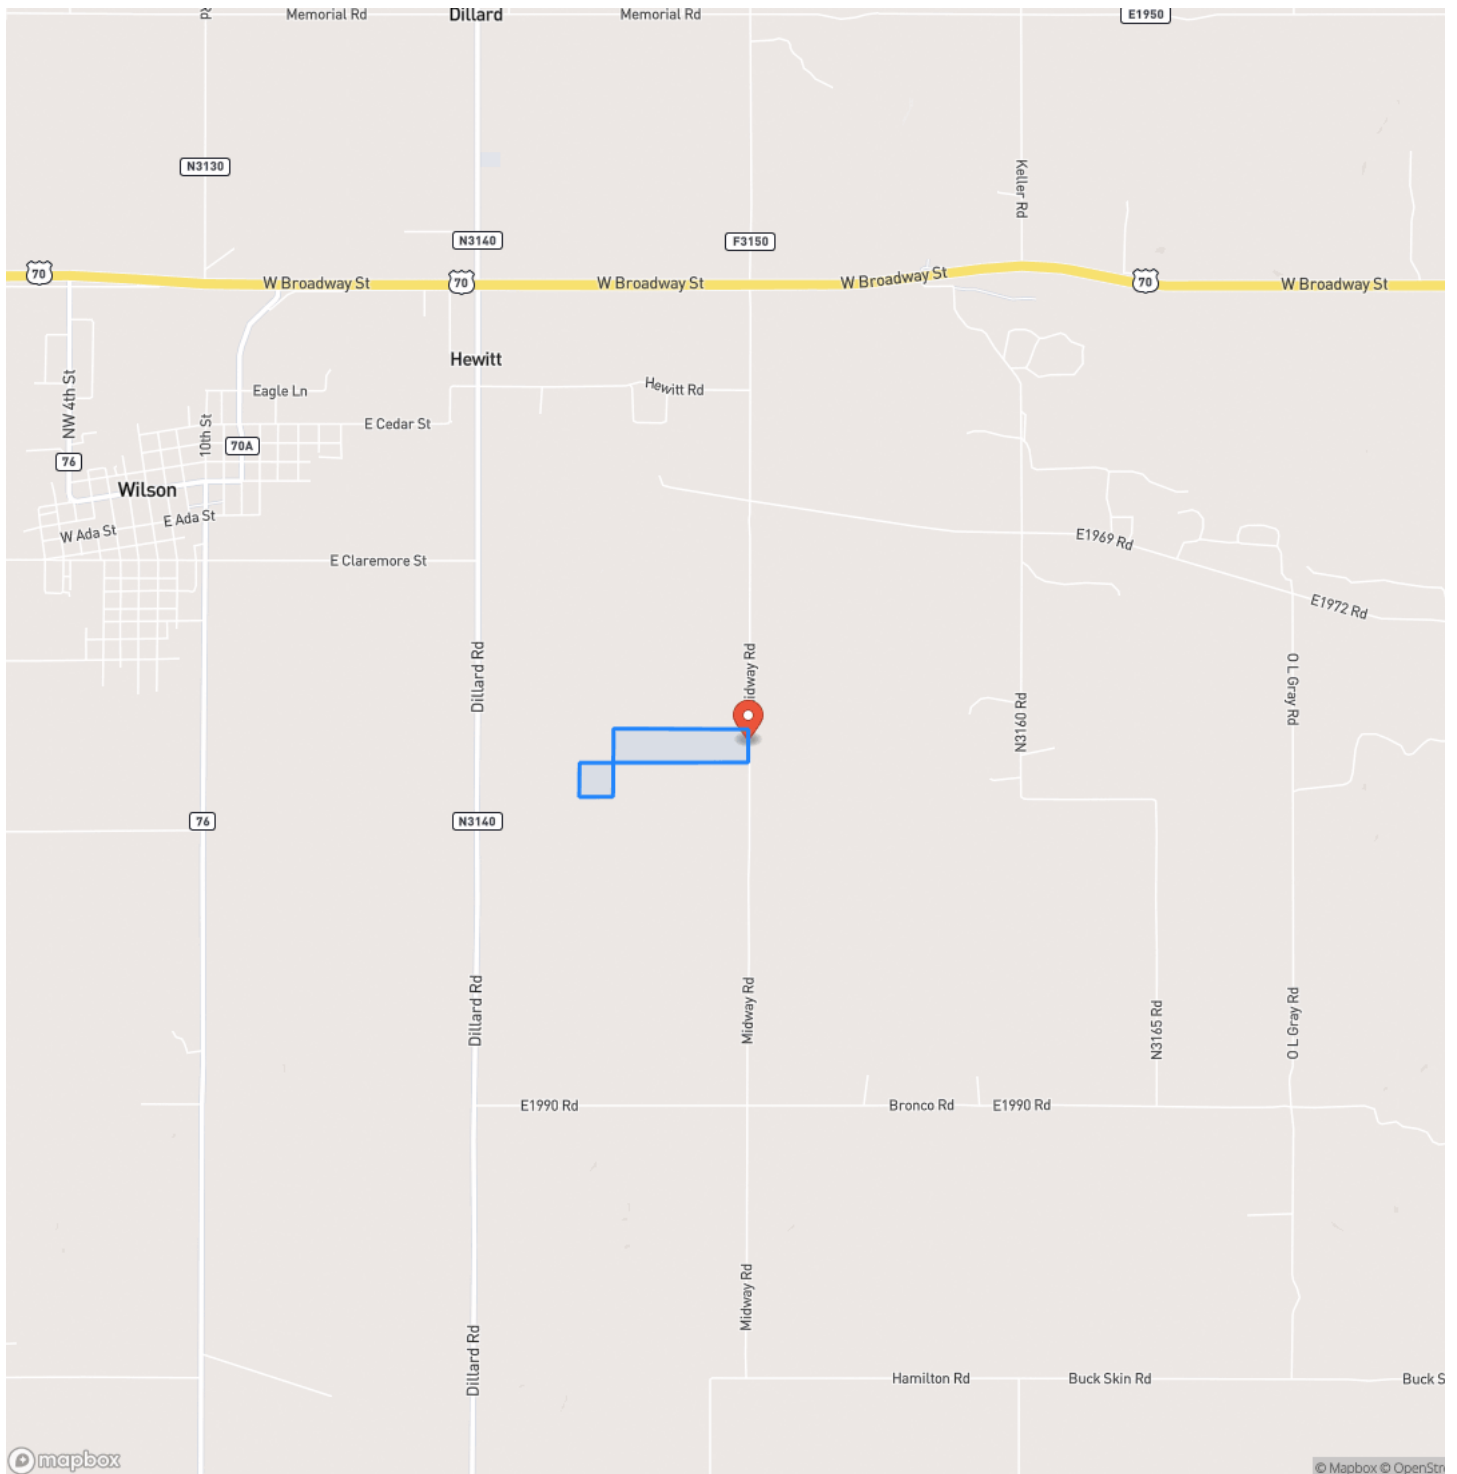 Memorial Rd
Dillard
Memorial Rd
E1950
N3130
Keller Rd
N3140
F3150
70
W Broadway St
70
W Broadway St
W Broadway St
70
W Broadway St
Hewitt
NW 4th St
Eagle Ln
Hewitt Rd
10th St
E Cedar St
70A
76
Wilson
W Ada St
E Ada St
E1969 Rd
E Claremore St
E1972 Rd
Dillard Rd
idway Rd
N3160 Rd
O L Gray Rd
76
N3140
Dillard Rd
Midway Rd
N3165 Rd
O L Gray Rd
E1990 Rd
Bronco Rd
E1990 Rd
Midway Rd
Dillard Rd
Hamilton Rd
Buck Skin Rd
Buck S
mapbox
© Mapbox © OpenStre